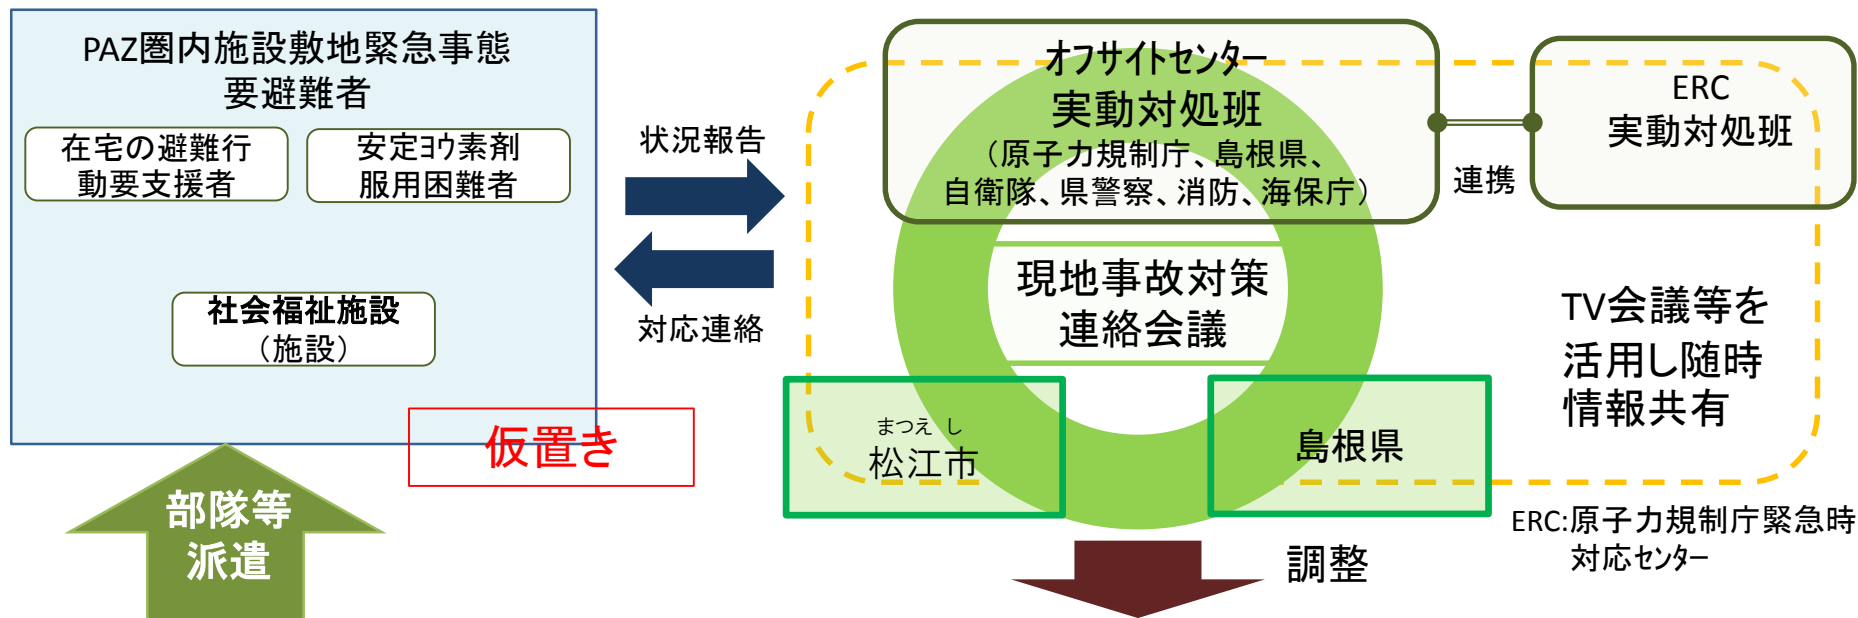 PAZ圏内施設敷地緊急事態
要避難者
在宅の避難行
動要支援者
安定ﾖｳ素剤
服用困難者
社会福祉施設
（施設）
仮置き
部隊等
派遣
状況報告
対応連絡
ｵﾌｻｲﾄｾﾝﾀｰ
実動対処班
（原子力規制庁、島根県、
自衛隊、県警察、消防、海保庁）
連携
ERC
実動対処班
現地事故対策
連絡会議
TV会議等を
活用し随時
情報共有
まつえ し
松江市
島根県
調整
ERC:原子力規制庁緊急時
対応ｾﾝﾀｰ